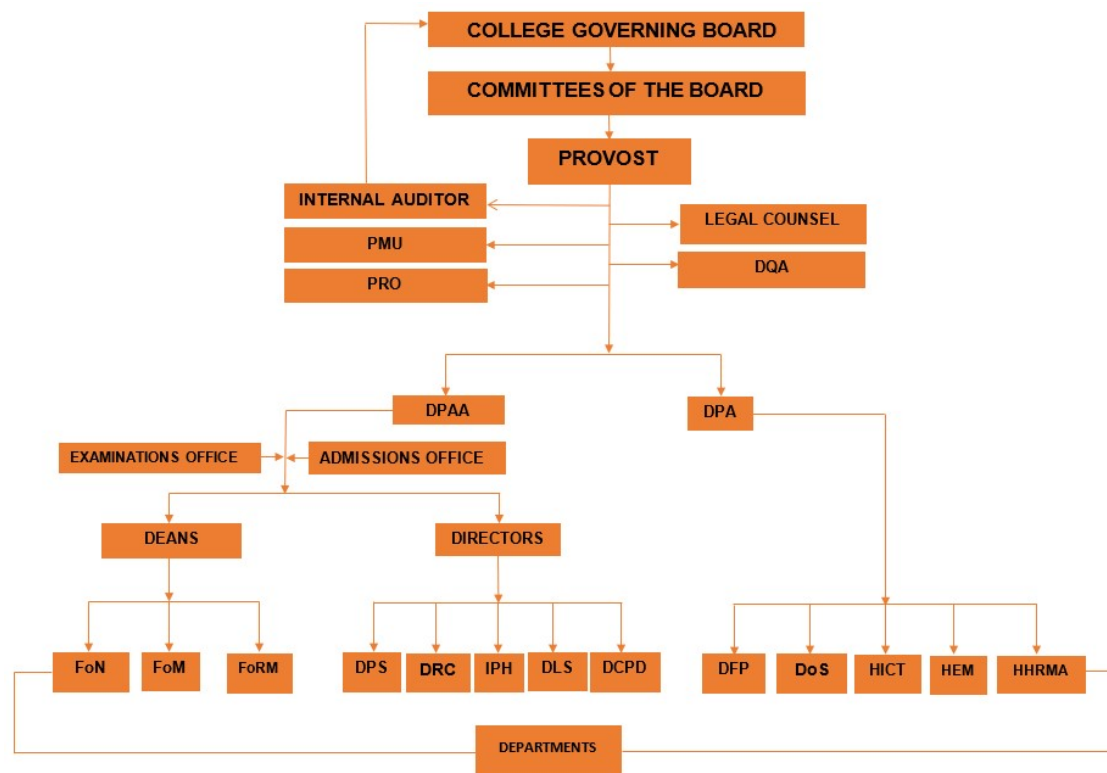 COLLEGE GOVERNING BOARD
COMMITTEES OF THE BOARD
PROVOST
INTERNAL AUDITOR
LEGAL COUNSEL
PMU
DQA
PRO
DPAA
DPA
EXAMINATIONS OFFICE
ADMISSIONS OFFICE
DEANS
DIRECTORS
FoN
FoM
FoRM
DPS
DRC
IPH
DLS
DCPD
DFP
DoS
HICT
HEM
HHRMA
DEPARTMENTS